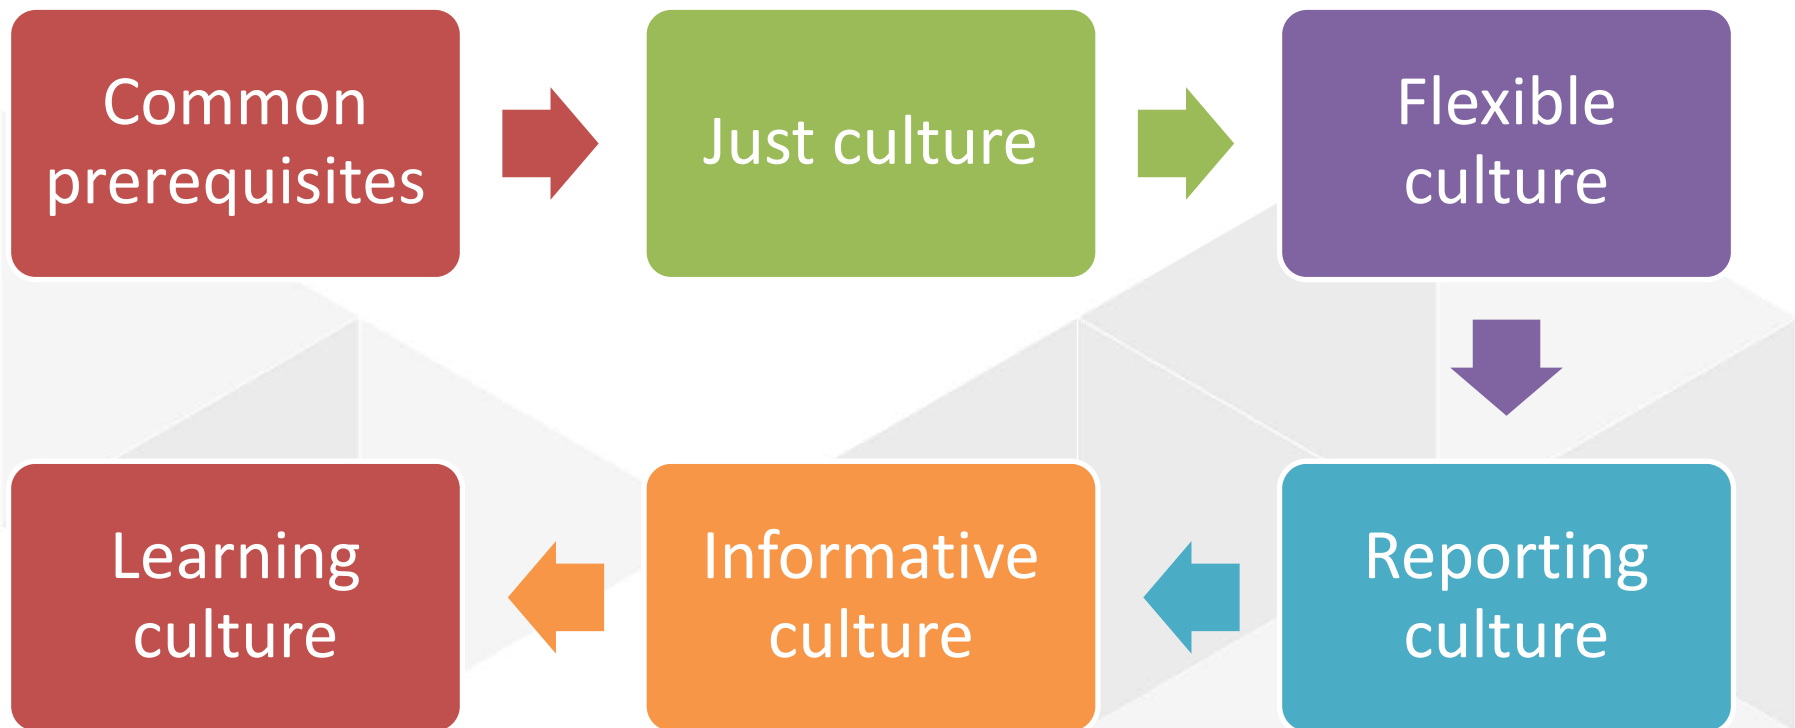 Common
prerequisites
Just culture
Flexible
culture
Reporting
culture
Informative
culture
Learning
culture